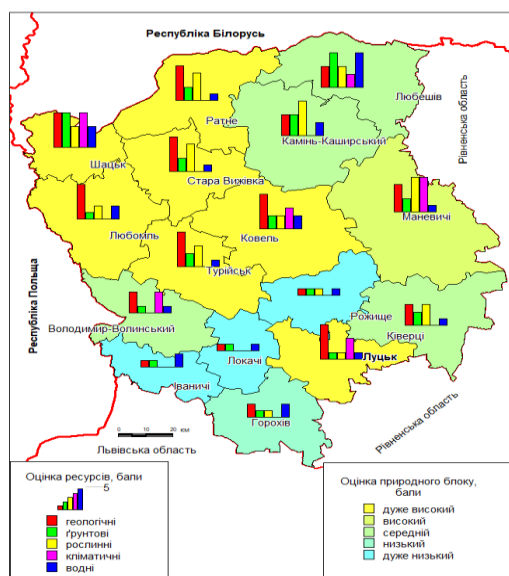 Республіка Білорусь
Любешів
Рівненська область
Ратне
Камінь-Каширський
Шацьк
Стара Вижівка
Маневичі
Любомль
Ковель
Турійськ
Республіка Польща
Рожище
Володимир-Волинський
Ківерці
Локачі
Луцьк
Іваничі
Горохів
Рівненська область
0 10 20 км
Львівська область
Оцінка ресурсів, бали
5
геологічні
ґрунтові
рослинні
кліматичні
водні
Оцінка природного блоку,
бали
дуже високий
високий
середній
низький
дуже низький